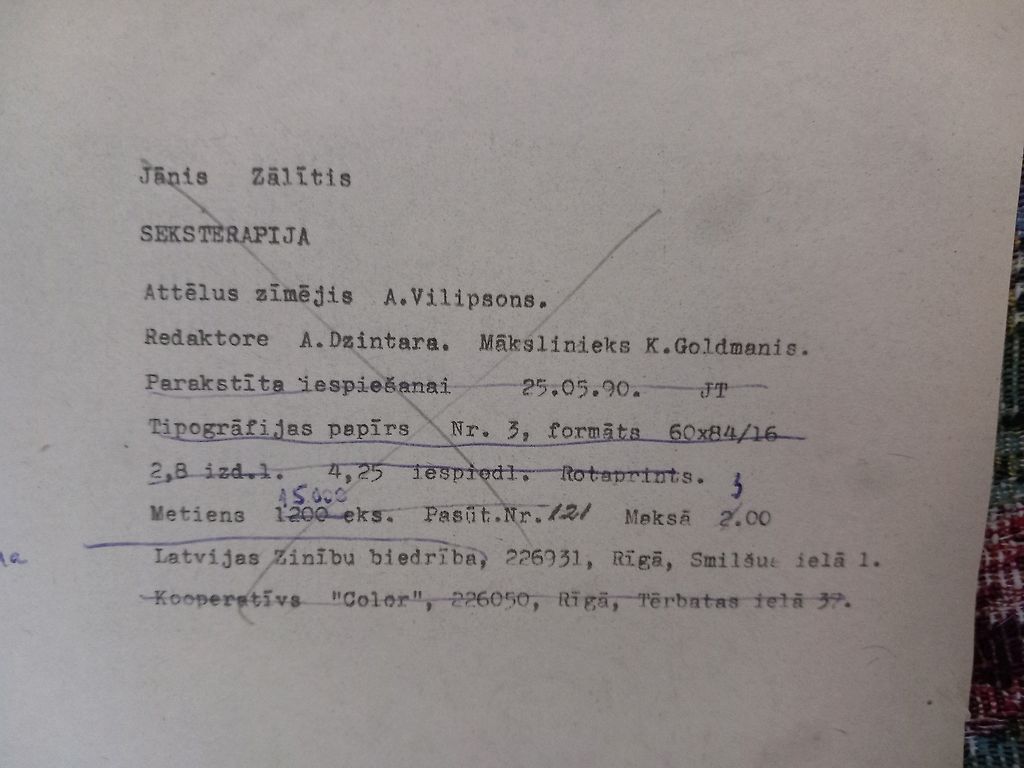 Jānis Zālītis
SEKSTERAPIJA
Attēlus zīmējis A.Vilipsons.
Redaktore A.Dzintara. Mākslinieks K.Goldmanis.
Parakstīta iespiešanai 25.05.90. JT
Tipogrāfijas papīrs Nr. 3, formāts 60x84/16
2,8 izd.l. 4,25 iespiedl. Rotaprints.
15.000 3
Metiens 1200 eks. Pasūt.Nr.121 Maksā 2.00
Latvijas Zinību biedrība, 226931, Rīgā, Smilšu ielā 1.
Kooperatīvs "Color", 226050, Rīgā, Tērbatas ielā 37.